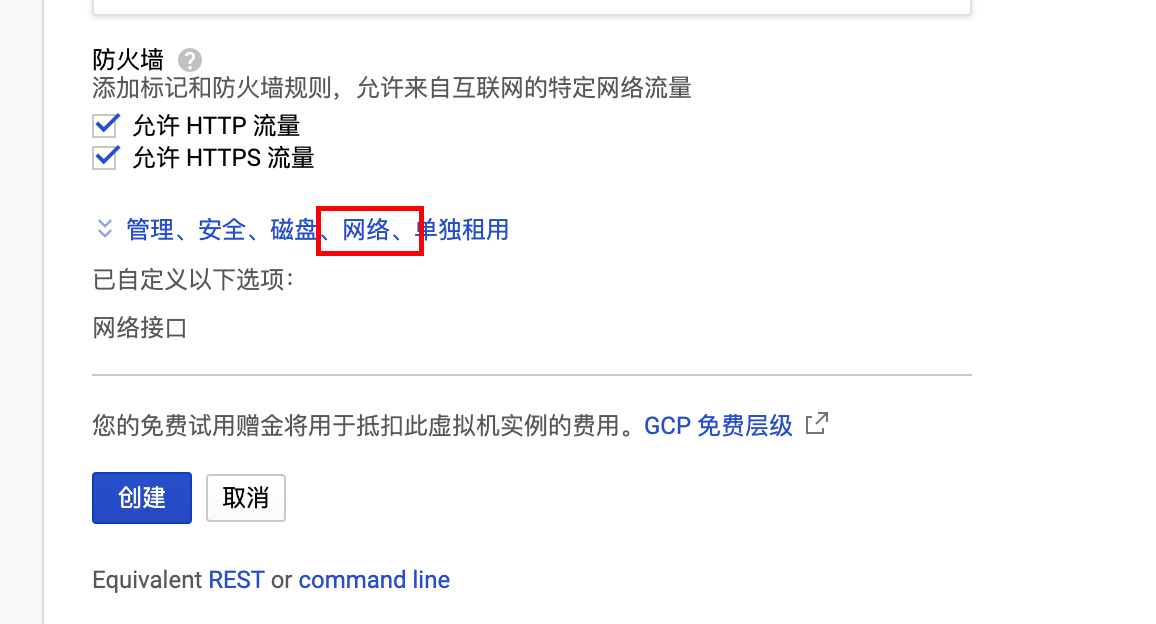 防火墙 ?
添加标记和防火墙规则，允许来自互联网的特定网络流量
允许 HTTP 流量
允许 HTTPS 流量
管理、安全、磁盘、网络、单独租用
已自定义以下选项：
网络接口
您的免费试用赠金将用于抵扣此虚拟机实例的费用。GCP 免费层级
创建 取消
Equivalent REST or command line